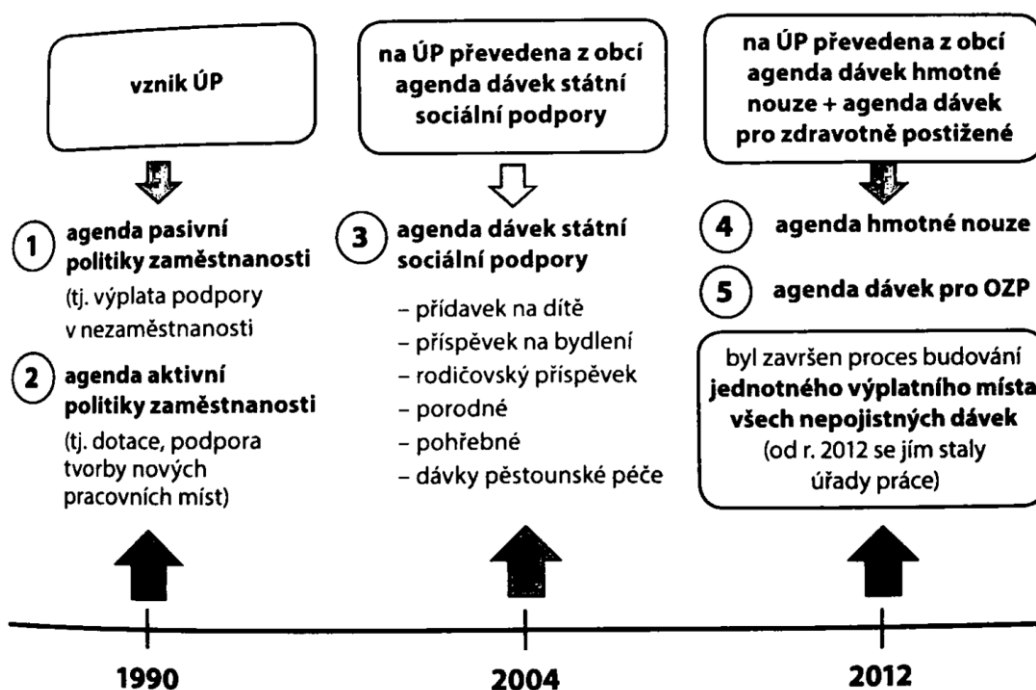 vznik ÚP
1
agenda pasivní
politiky zaměstnanosti
(tj. výplata podpory
v nezaměstnanosti
2
agenda aktivní
politiky zaměstnanosti
(tj. dotace, podpora
tvorby nových
pracovních míst)
1990
na ÚP převedena z obcí
agenda dávek státní
sociální podpory
3
agenda dávek státní
sociální podpory
– přídavek na dítě
– příspěvek na bydlení
– rodičovský příspěvek
– porodné
– pohřebné
– dávky pěstounské péče
2004
na ÚP převedena z obcí
agenda dávek hmotné
nouze + agenda dávek
pro zdravotně postižené
4
agenda hmotné nouze
5
agenda dávek pro OZP
byl završen proces budování
jednotného výplatního místa
všech nepojistných dávek
(od r. 2012 se jím staly
úřady práce)
2012